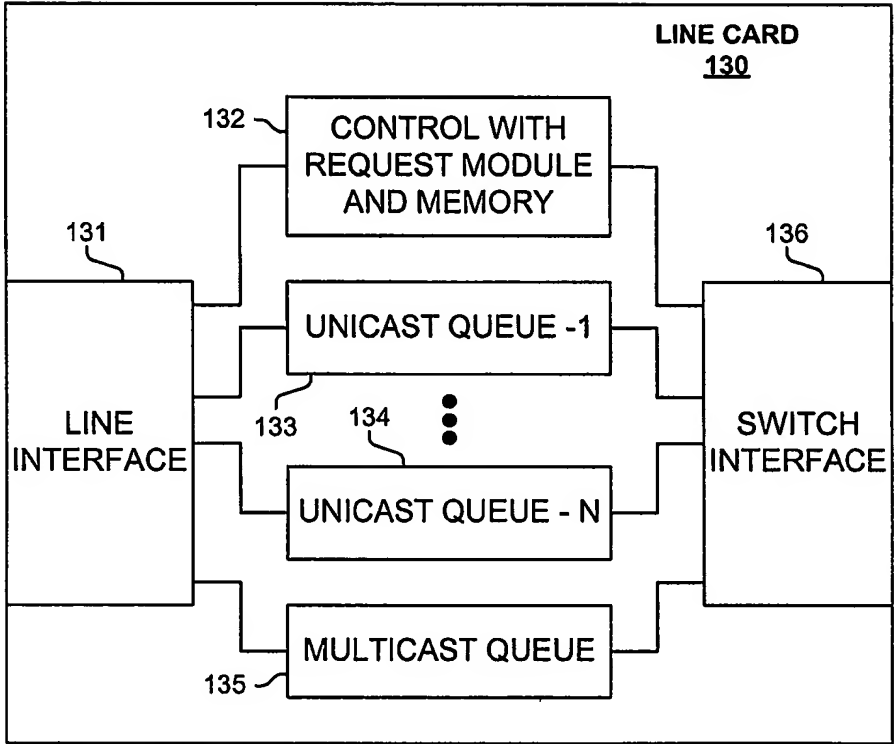 LINE CARD
130
132
CONTROL WITH
REQUEST MODULE
AND MEMORY
131
136
UNICAST QUEUE -1
LINE
INTERFACE
133
134
SWITCH
INTERFACE
UNICAST QUEUE - N
MULTICAST QUEUE
135